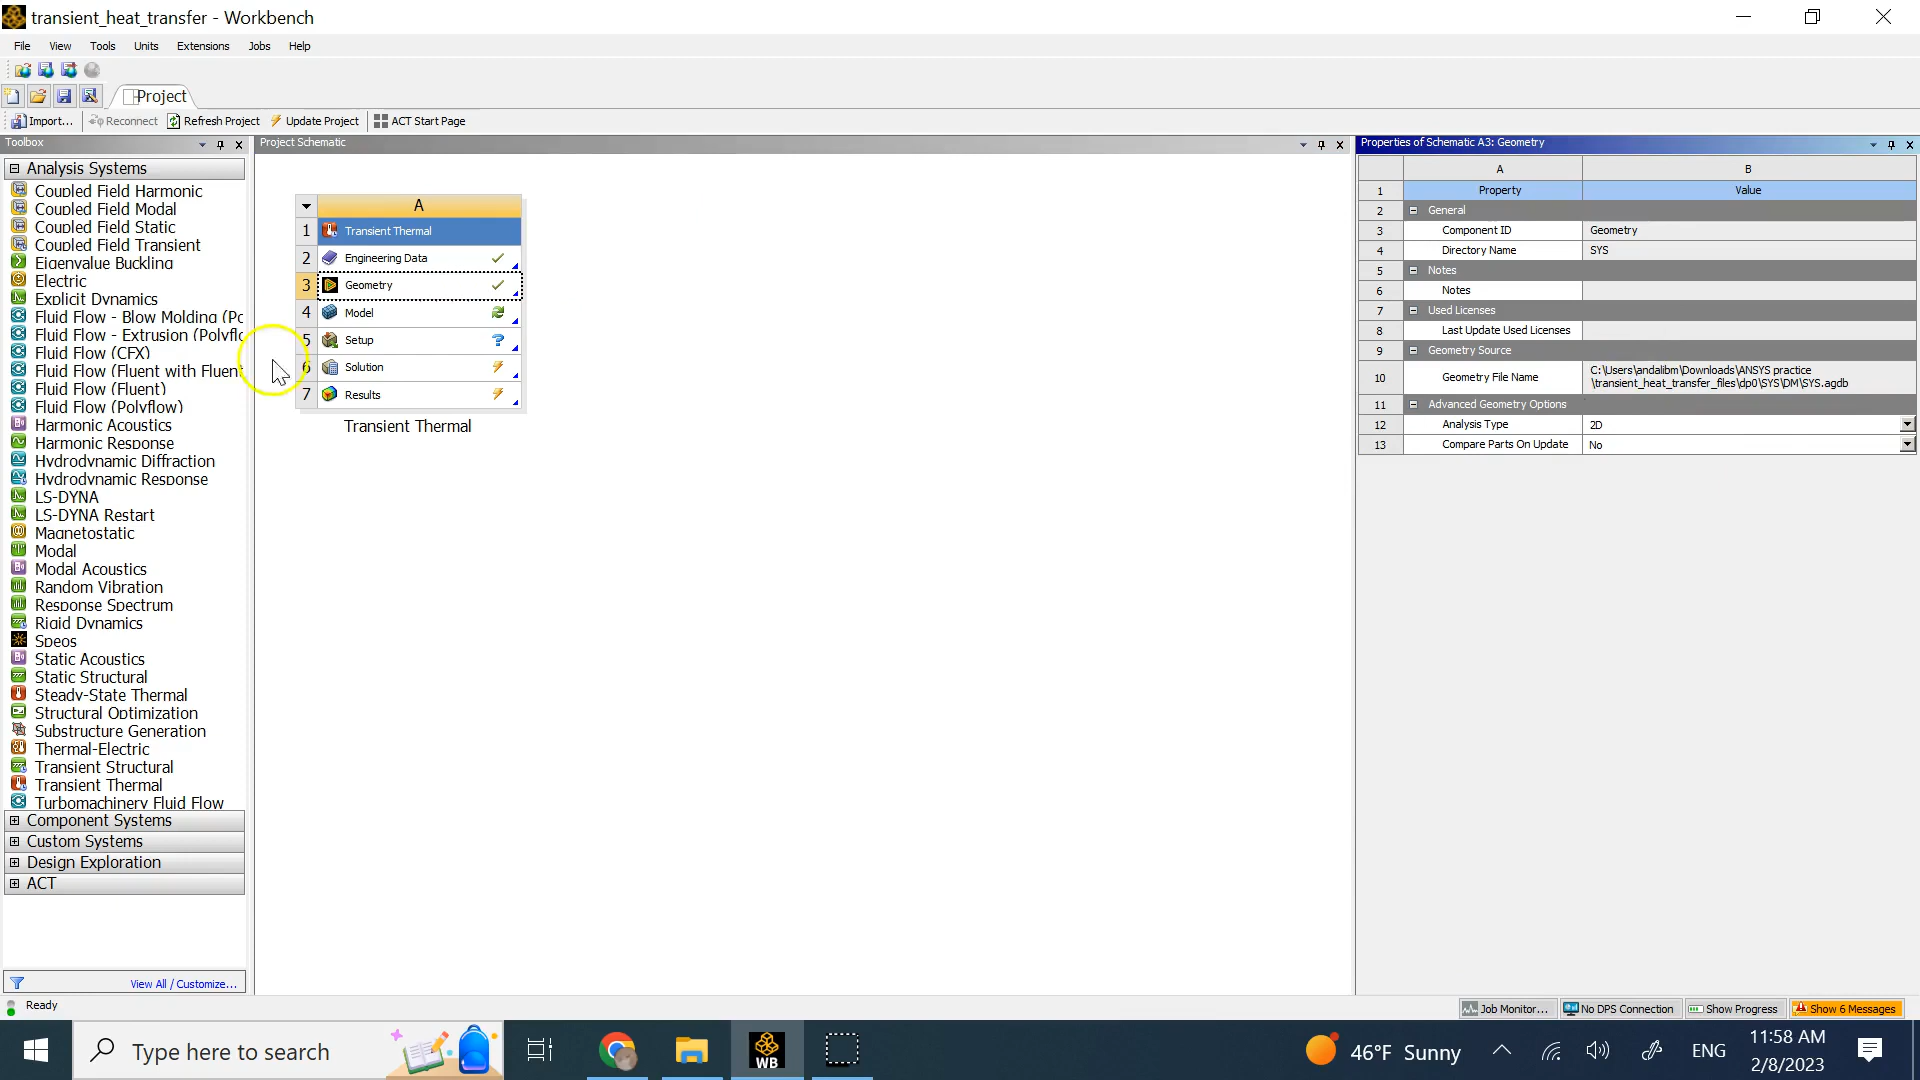 transient_heat_transfer - Workbench
File View Tools Units Extensions Jobs Help
Project
Import... Reconnect Refresh Project Update Project ACT Start Page
Toolbox
Analysis Systems
Coupled Field Harmonic
Coupled Field Modal
Coupled Field Static
Coupled Field Transient
Eigenvalue Buckling
Electric
Explicit Dynamics
Fluid Flow - Blow Molding (Po
Fluid Flow - Extrusion (Polyflo
Fluid Flow (CFX)
Fluid Flow (Fluent with Fluent
Fluid Flow (Fluent)
Fluid Flow (Polyflow)
Harmonic Acoustics
Harmonic Response
Hydrodynamic Diffraction
Hydrodynamic Response
LS-DYNA
LS-DYNA Restart
Magnetostatic
Modal
Modal Acoustics
Random Vibration
Response Spectrum
Rigid Dynamics
Speos
Static Acoustics
Static Structural
Steady-State Thermal
Structural Optimization
Substructure Generation
Thermal-Electric
Transient Structural
Transient Thermal
Turbomachinery Fluid Flow
Component Systems
Custom Systems
Design Exploration
ACT
View All / Customize...
Project Schematic
A
1 Transient Thermal
2 Engineering Data
3 Geometry
4 Model
5 Setup
6 Solution
7 Results
Transient Thermal
Properties of Schematic A3: Geometry
A B
1 Property Value
2 General
3 Component ID Geometry
4 Directory Name SYS
5 Notes
6 Notes
7 Used Licenses
8 Last Update Used Licenses
9 Geometry Source
10 Geometry File Name C:\Users\andalibm\Downloads\ANSYS practice
\transient_heat_transfer_files\dp0\SYS\DM\SYS.agdb
11 Advanced Geometry Options
12 Analysis Type 2D
13 Compare Parts On Update No
Ready
Job Monitor... No DPS Connection Show Progress Show 6 Messages
Type here to search
WB
46°F Sunny
ENG
11:58 AM
2/8/2023